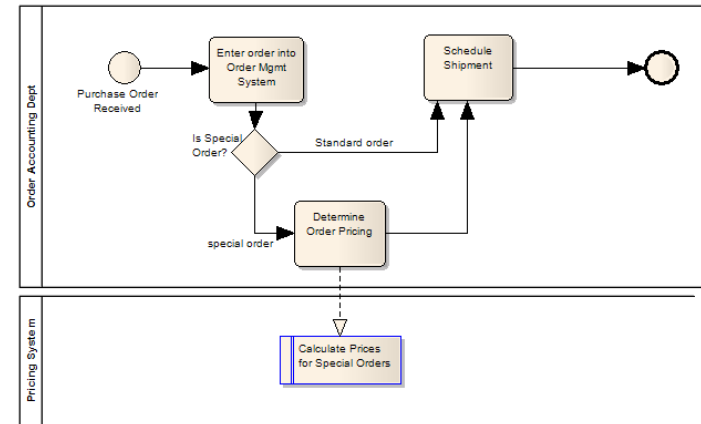 Order Accounting Dept
Enter order into
Order Mgmt
System
Schedule
Shipment
Purchase Order
Received
Is Special
Order?
Standard order
Determine
Order Pricing
special order
Pricing System
Calculate Prices
for Special Orders